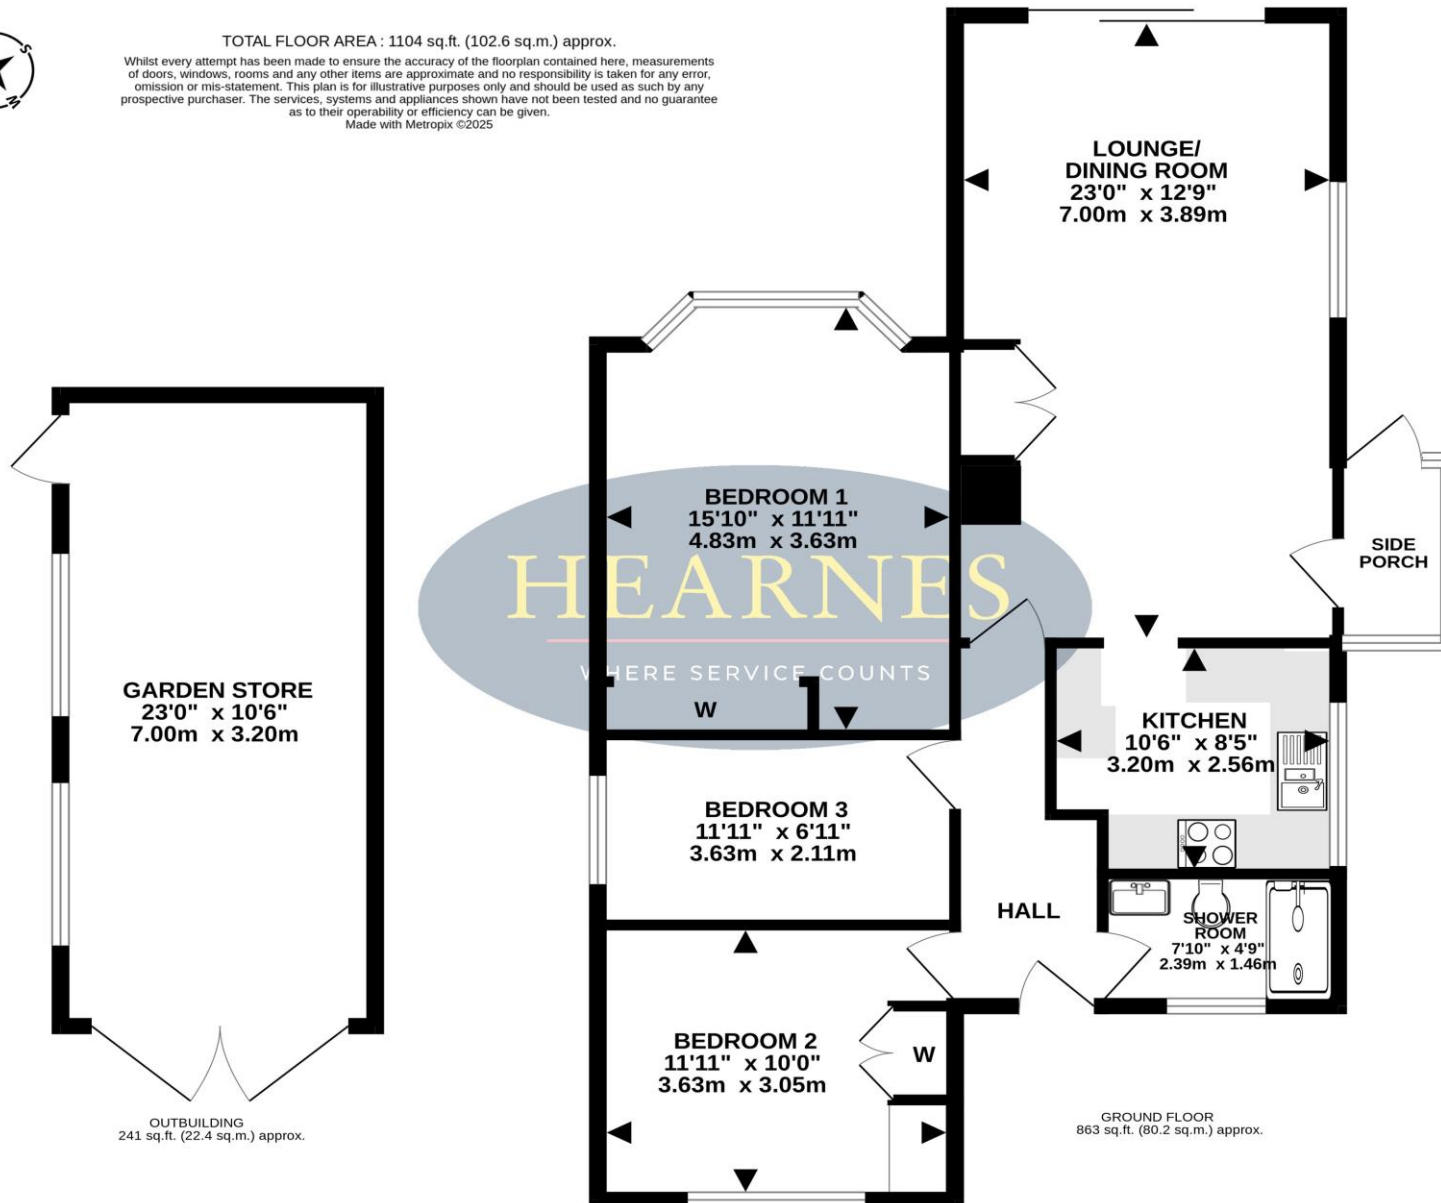 TOTAL FLOOR AREA : 1104 sq.ft. (102.6 sq.m.) approx.
Whilst every attempt has been made to ensure the accuracy of the floorplan contained here, measurements
of doors, windows, rooms and any other items are approximate and no responsibility is taken for any error,
omission or mis-statement. This plan is for illustrative purposes only and should be used as such by any
prospective purchaser. The services, systems and appliances shown have not been tested and no guarantee
as to their operability or efficiency can be given.
Made with Metropix ©2025
S
W
LOUNGE/
DINING ROOM
23'0" x 12'9"
7.00m x 3.89m
BEDROOM 1
15'10" x 11'11"
4.83m x 3.63m
HEARNES
WHERE SERVICE COUNTS
W
SIDE
PORCH
GARDEN STORE
23'0" x 10'6"
7.00m x 3.20m
KITCHEN
10'6" x 8'5"
3.20m x 2.56m
BEDROOM 3
11'11" x 6'11"
3.63m x 2.11m
HALL
SHOWER
ROOM
7'10" x 4'9"
2.39m x 1.46m
BEDROOM 2
11'11" x 10'0"
3.63m x 3.05m
W
OUTBUILDING
241 sq.ft. (22.4 sq.m.) approx.
GROUND FLOOR
863 sq.ft. (80.2 sq.m.) approx.